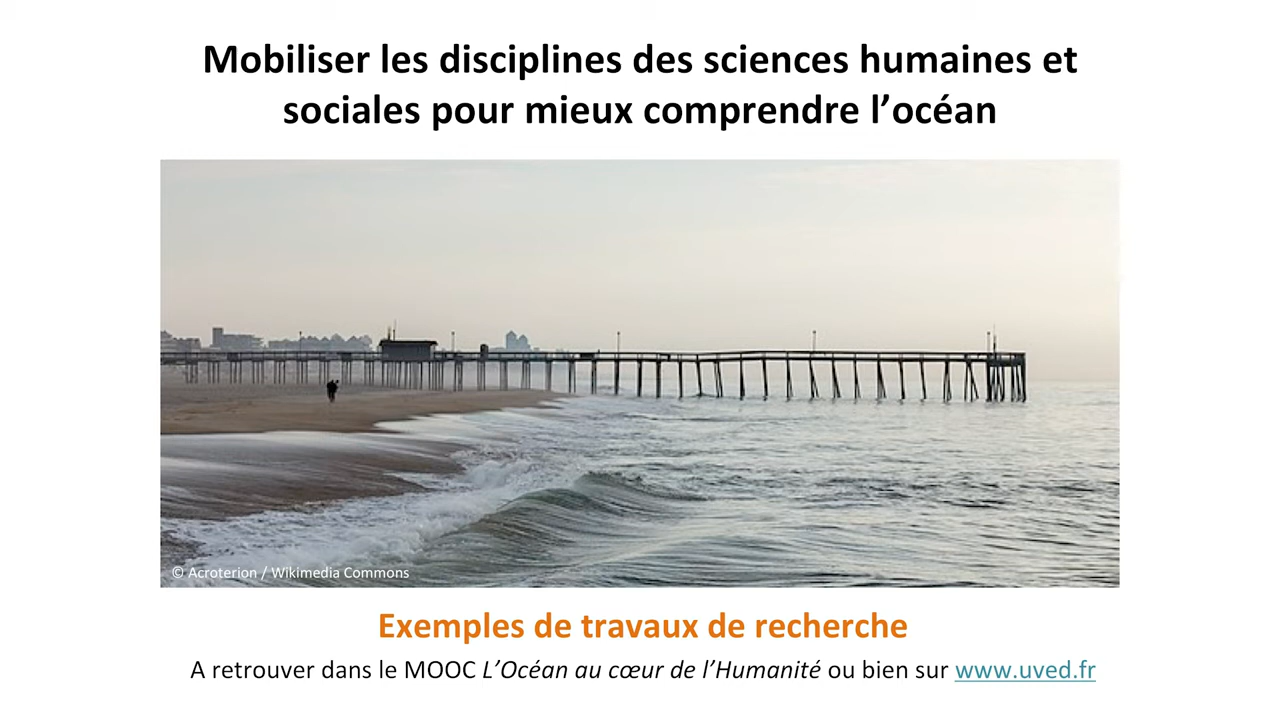 Mobiliser les disciplines des sciences humaines et
sociales pour mieux comprendre l’océan
© Acroterion / Wikimedia Commons
Exemples de travaux de recherche
A retrouver dans le MOOC L’Océan au cœur de l’Humanité ou bien sur www.uved.fr